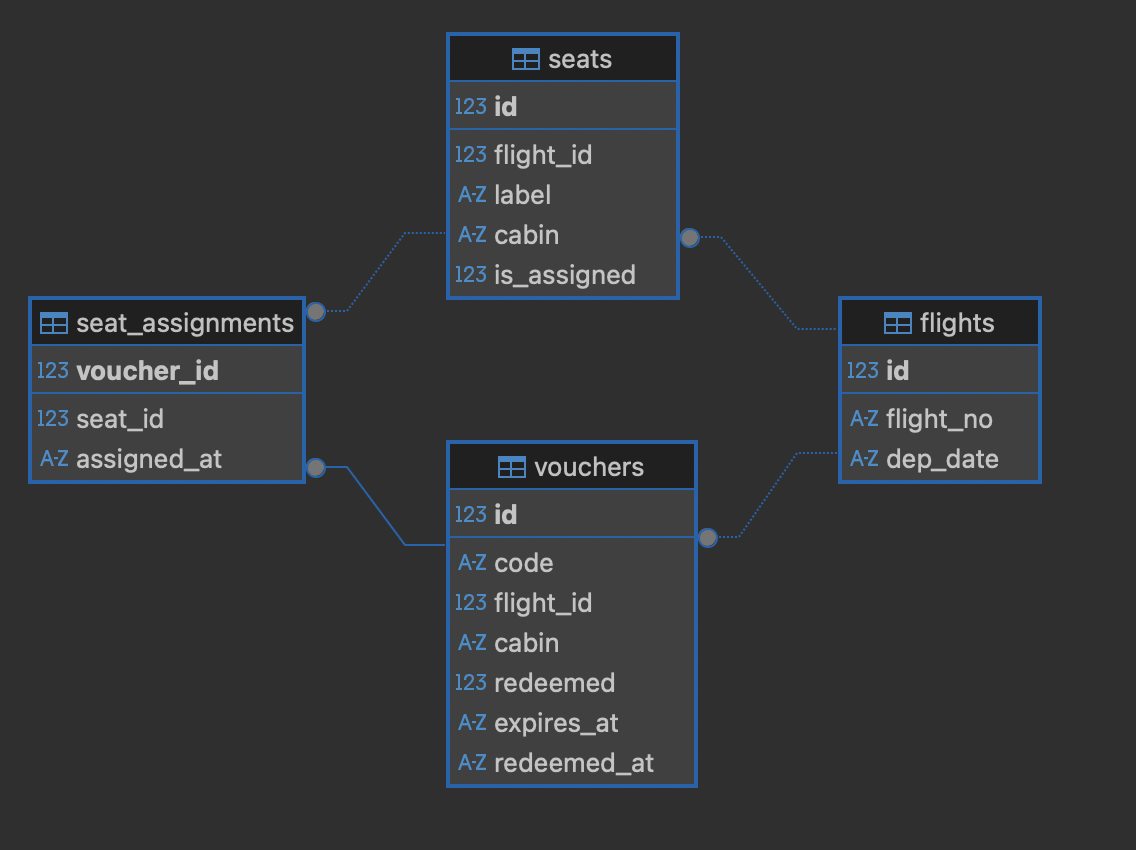 seats
123 id
123 flight_id
A-Z label
A-Z cabin
123 is_assigned
seat_assignments
123 voucher_id
123 seat_id
A-Z assigned_at
flights
123 id
A-Z flight_no
A-Z dep_date
vouchers
123 id
A-Z code
123 flight_id
A-Z cabin
123 redeemed
A-Z expires_at
A-Z redeemed_at